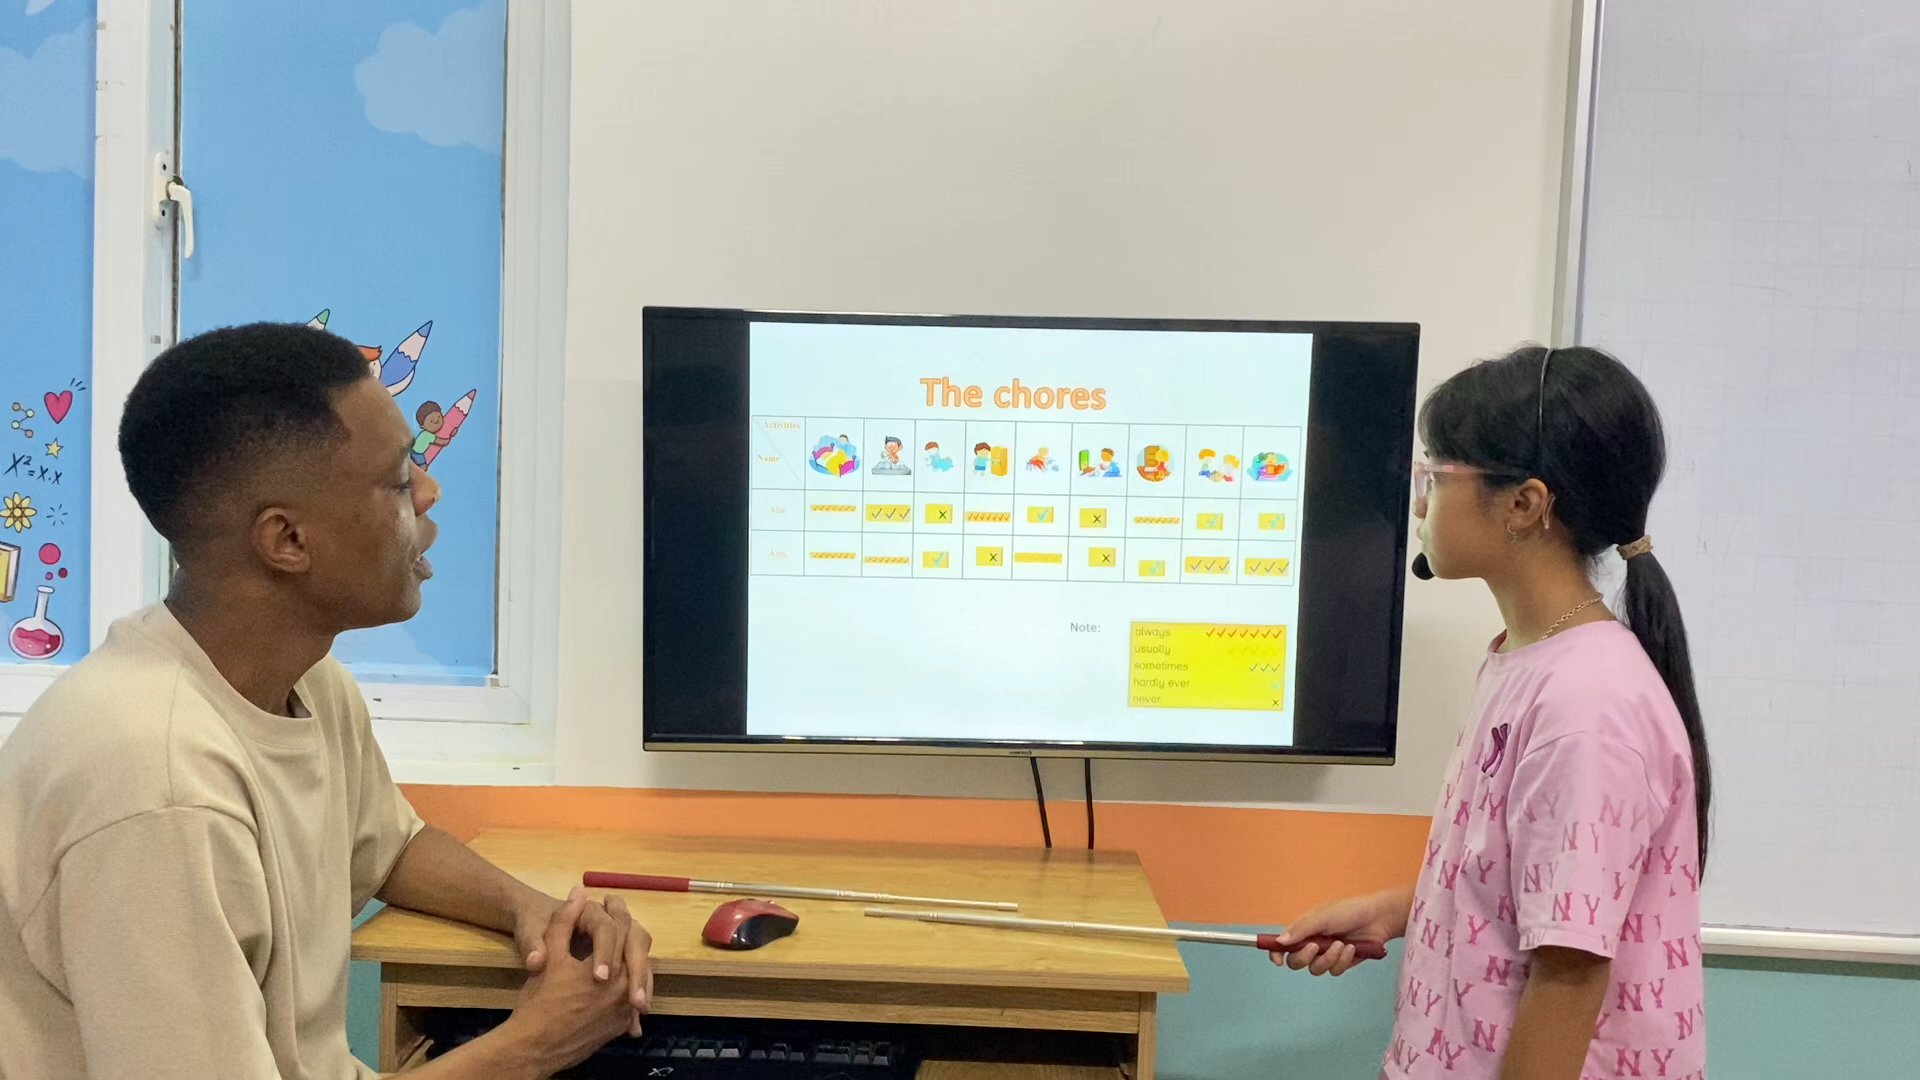 The chores
Activities
Name
Note:
always
usually
sometimes
hardly ever
never
NY